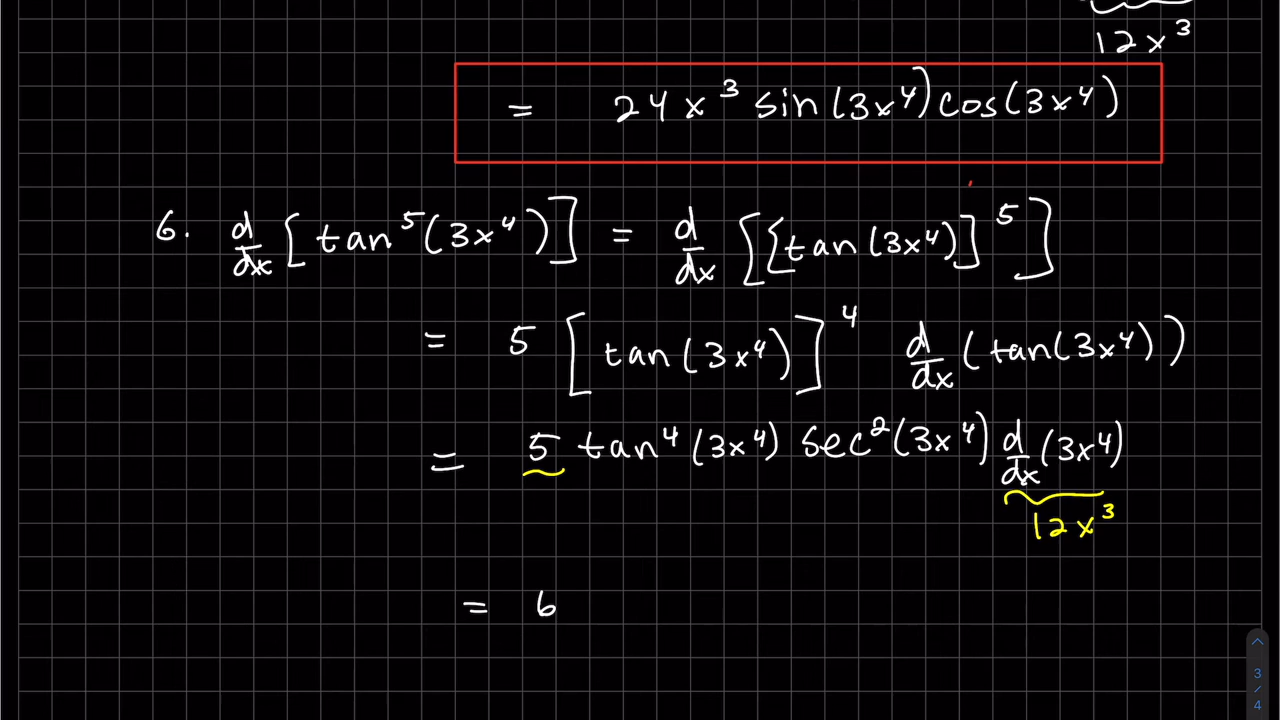 12x³
= 24x³ sin(3x⁴)cos(3x⁴)
6. d/dx [tan⁵(3x⁴)] = d/dx [[tan(3x⁴)]⁵]
= 5 [tan(3x⁴)]⁴ d/dx (tan(3x⁴))
= 5 tan⁴(3x⁴) sec²(3x⁴) d/dx (3x⁴)
12x³
= 6
3
/
4